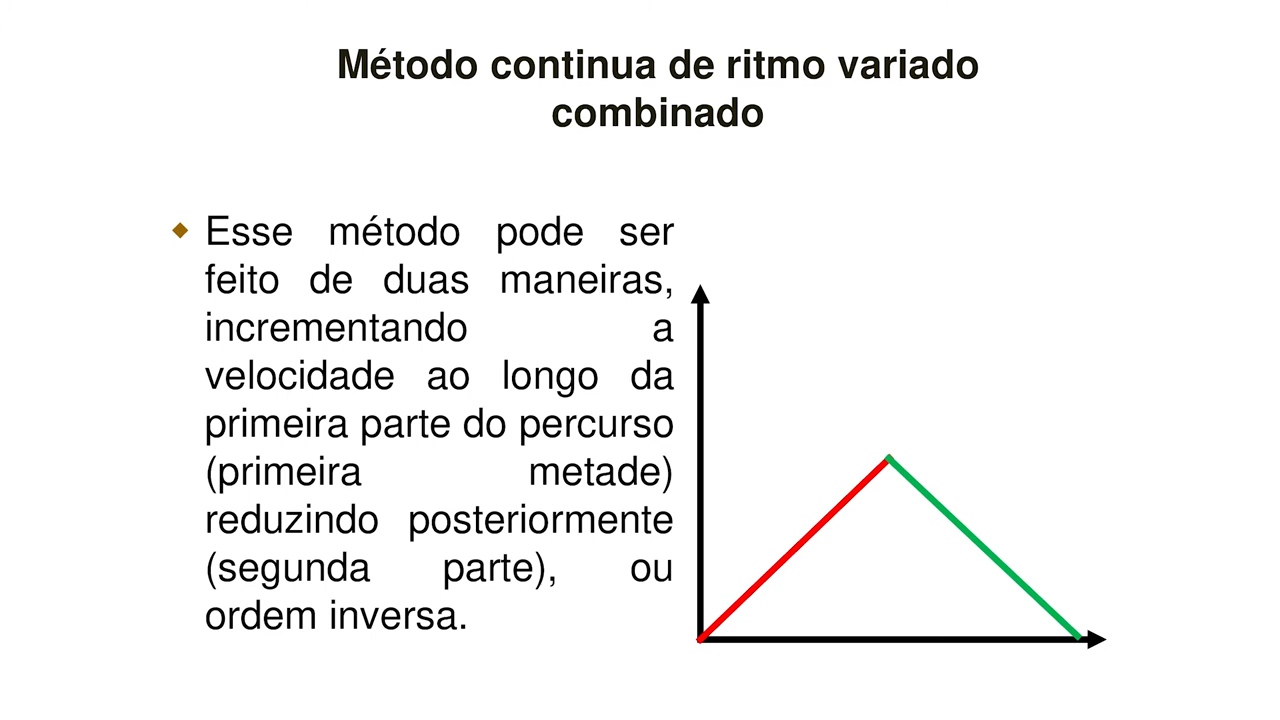 Método continua de ritmo variado
combinado
Esse método pode ser
feito de duas maneiras,
incrementando a
velocidade ao longo da
primeira parte do percurso
(primeira metade)
reduzindo posteriormente
(segunda parte), ou
ordem inversa.